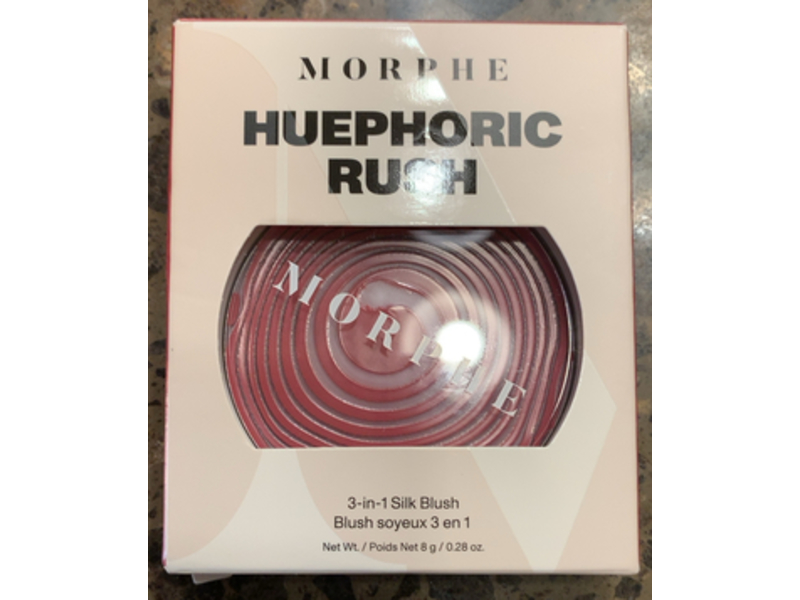 MORPHE
HUEPHORIC
RUSH
MORPHE
3-in-1 Silk Blush
Blush soyeux 3 en 1
Net Wt. / Poids Net 8 g / 0.28 oz.